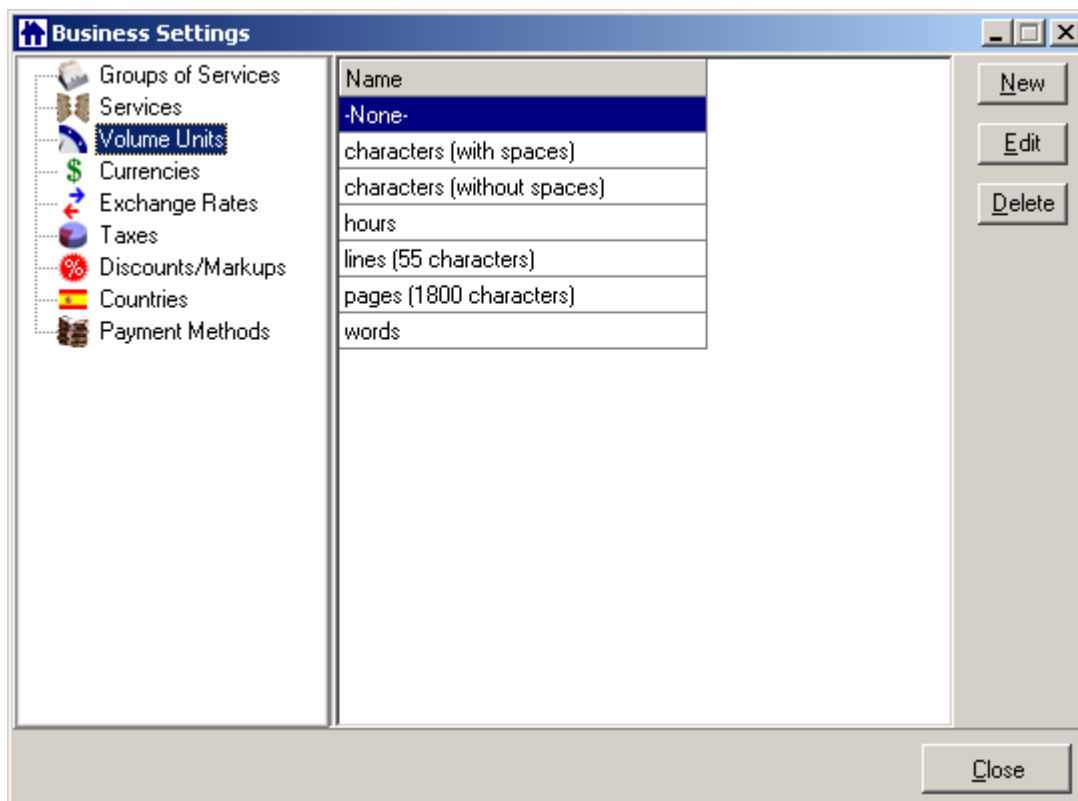 Business Settings
Groups of Services
Services
Volume Units
Currencies
Exchange Rates
Taxes
Discounts/Markups
Countries
Payment Methods
Name
-None-
characters (with spaces)
characters (without spaces)
hours
lines (55 characters)
pages (1800 characters)
words
New
Edit
Delete
Close